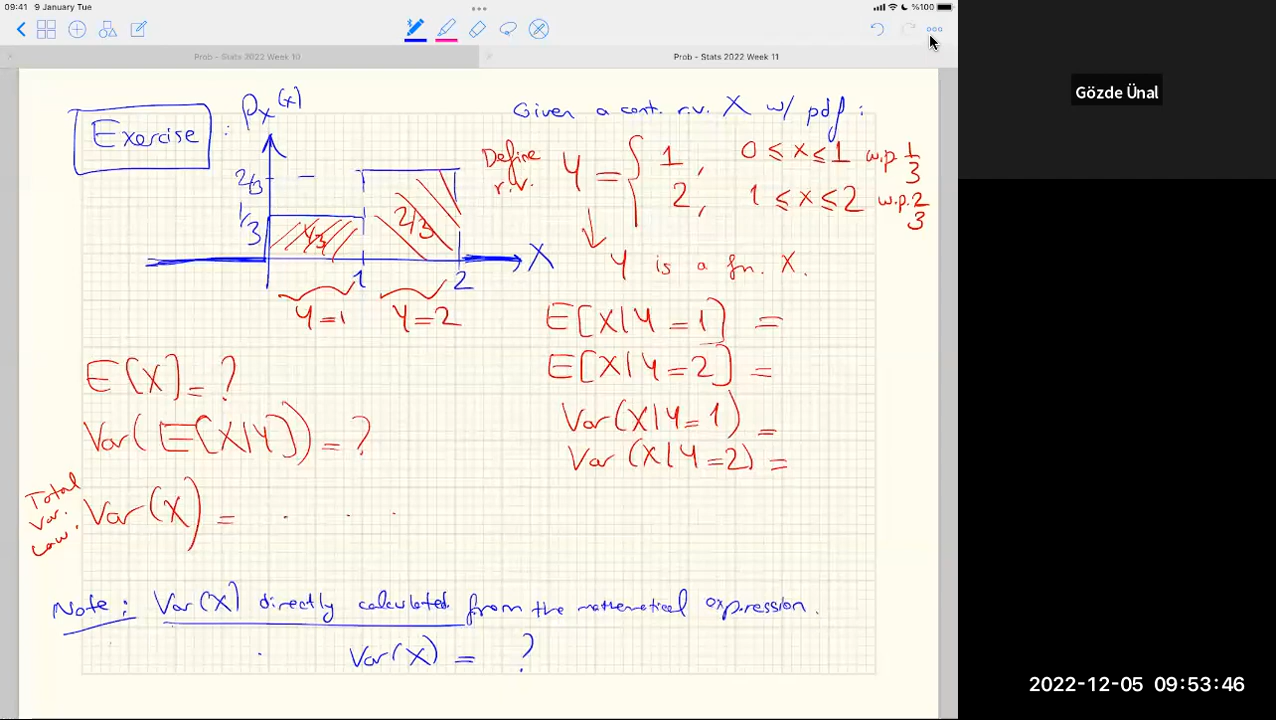 09:41 9 January Tue
%100
Prob - Stats 2022 Week 10
Prob - Stats 2022 Week 11
Gözde Ünal
Exercise :
Px(x)
2/3
1/3
1/3
2/3
1
2
X
Y=1
Y=2
Given a cont. r.v. X w/ pdf :
Define r.v. Y = { 1, 0 ≤ x ≤ 1 w.p. 1/3
2, 1 ≤ x ≤ 2 w.p. 2/3
Y is a fn. X.
E[X|Y=1] =
E[X|Y=2] =
Var(X|Y=1) =
Var(X|Y=2) =
E[X] = ?
Var(E[X|Y]) = ?
Total Var. Law.
Var(X) = . . .
Note: Var(X) directly calculated from the mathematical expression.
Var(X) = ?
2022-12-05 09:53:46